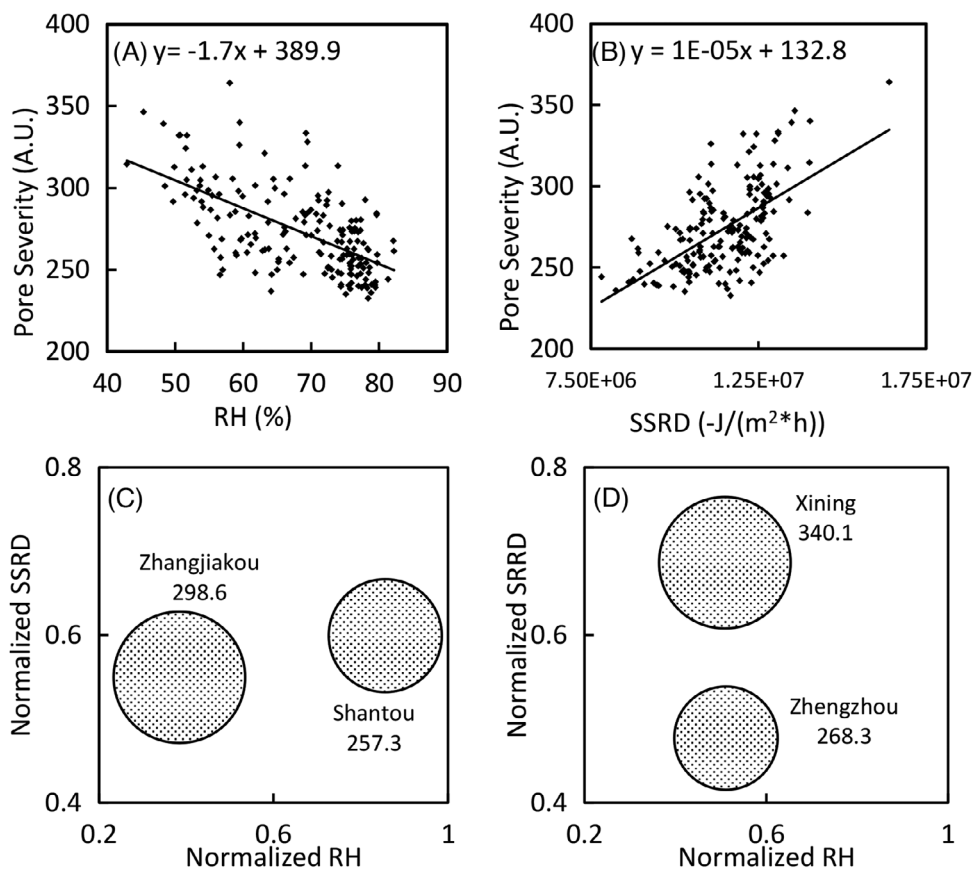 (A) y= -1.7x + 389.9
400
350
300
250
200
Pore Severity (A.U.)
40 50 60 70 80 90
RH (%)
(B) y = 1E-05x + 132.8
400
350
300
250
200
Pore Severity (A.U.)
7.50E+06 1.25E+07 1.75E+07
SSRD (-J/(m²*h))
(C)
0.8
0.6
0.4
Normalized SSRD
Zhangjiakou
298.6
Shantou
257.3
0.2 0.6 1
Normalized RH
(D)
0.8
0.6
0.4
Normalized SRRD
Xining
340.1
Zhengzhou
268.3
0.2 0.6 1
Normalized RH